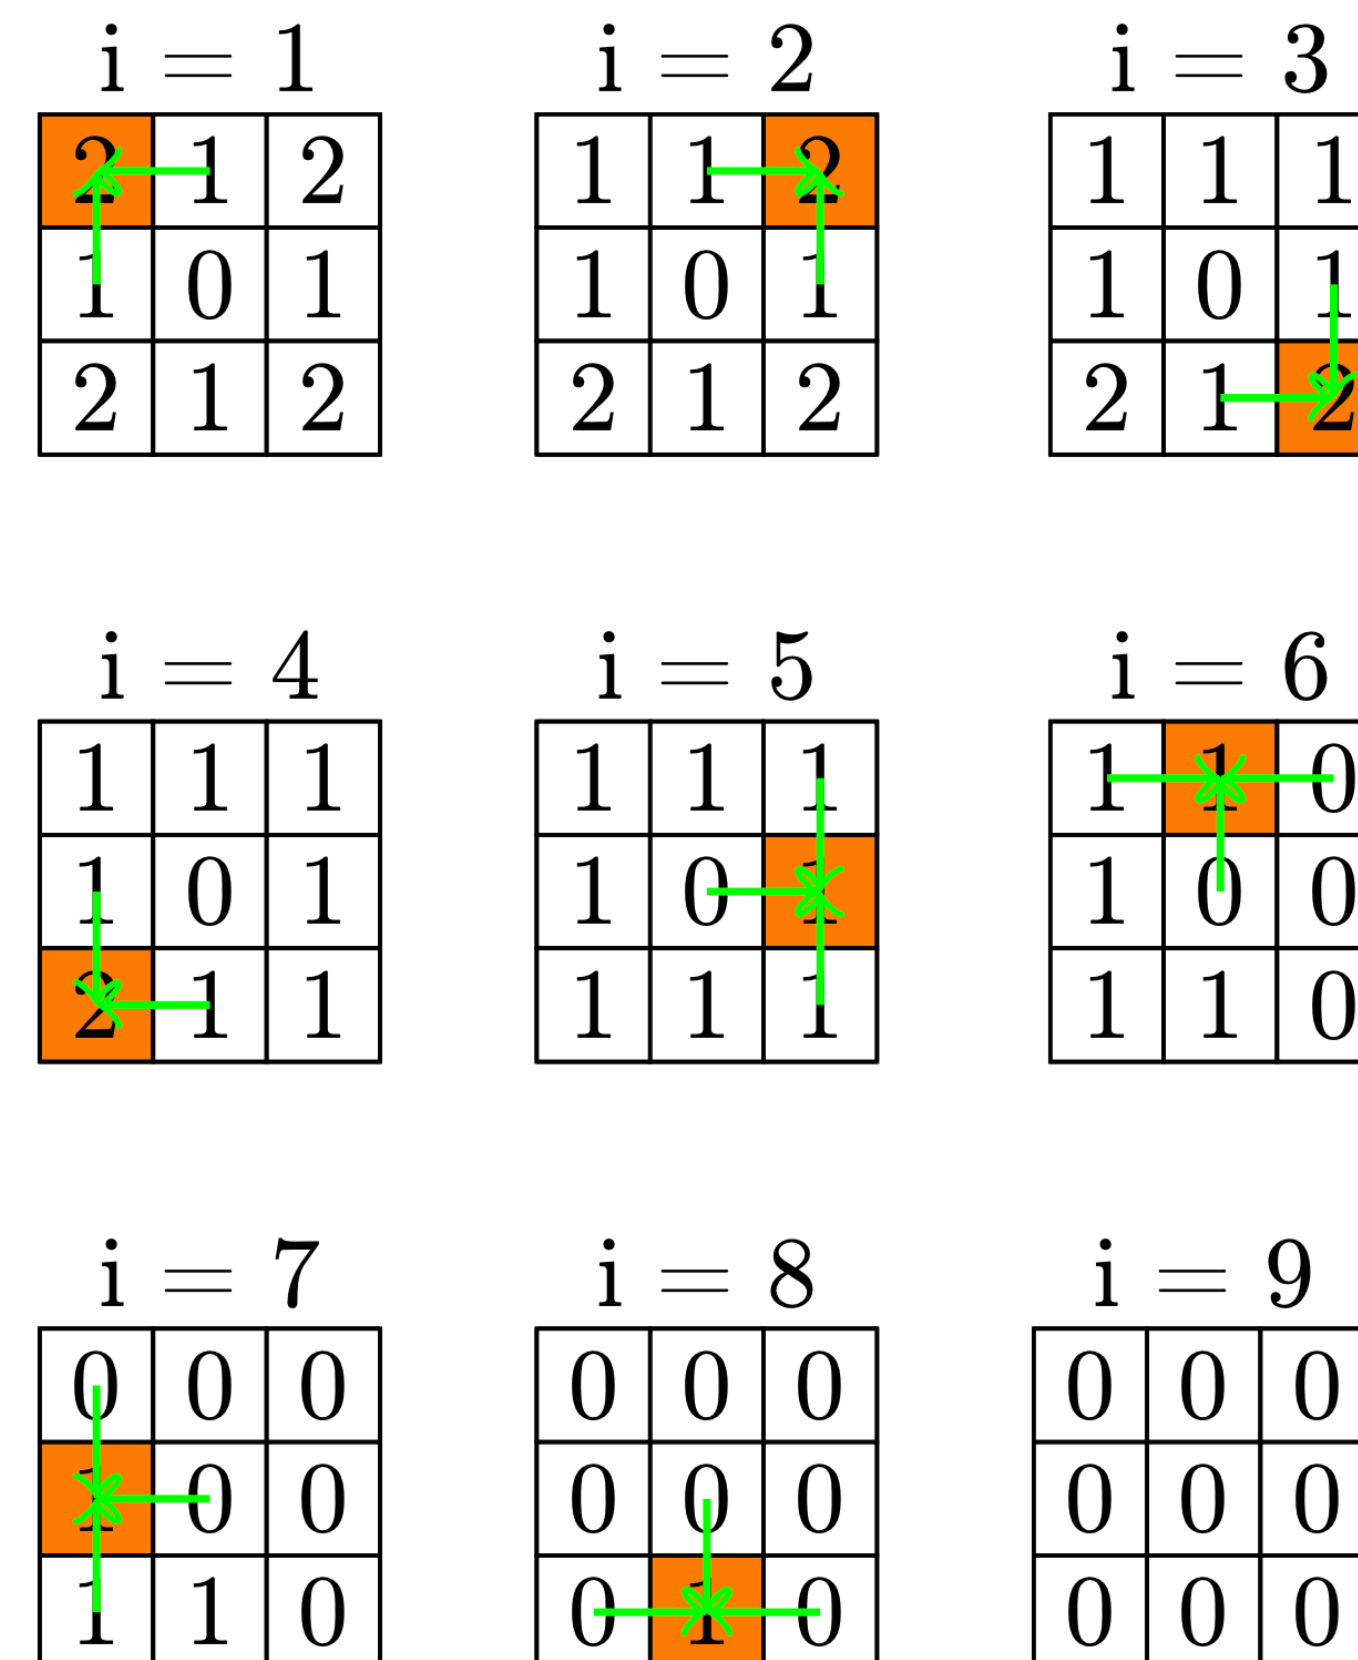 i = 1 i = 2 i = 3
2 1 2 1 1 2 1 1 1
1 0 1 1 0 1 1 0 1
2 1 2 2 1 2 2 1 2
i = 4 i = 5 i = 6
1 1 1 1 1 1 1 1 0
1 0 1 1 0 1 1 0 0
2 1 1 1 1 1 1 1 0
i = 7 i = 8 i = 9
0 0 0 0 0 0 0 0 0
1 0 0 0 0 0 0 0 0
1 1 0 0 1 0 0 0 0